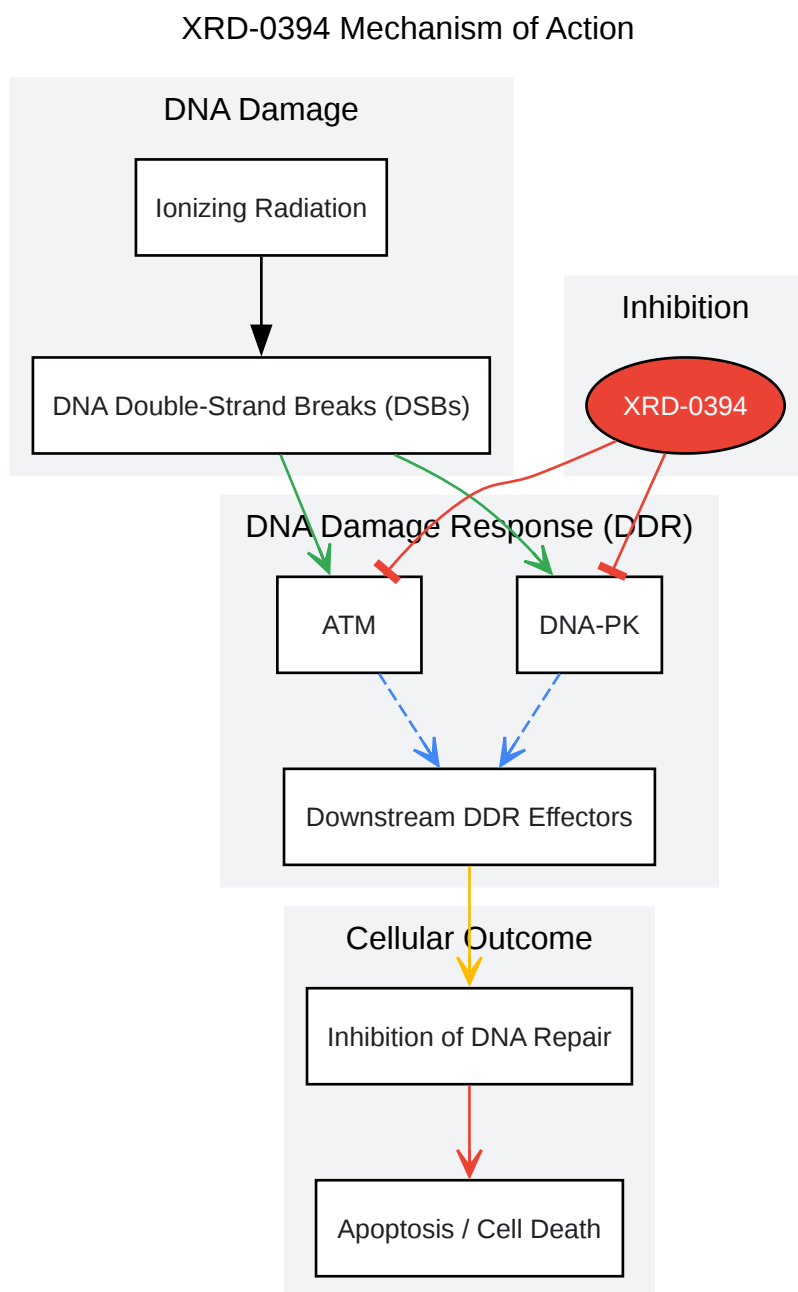 XRD-0394 Mechanism of Action
DNA Damage
Ionizing Radiation
Inhibition
DNA Double-Strand Breaks (DSBs)
XRD-0394
DNA Damage Response (DDR)
ATM
DNA-PK
Downstream DDR Effectors
Cellular Outcome
Inhibition of DNA Repair
Apoptosis / Cell Death